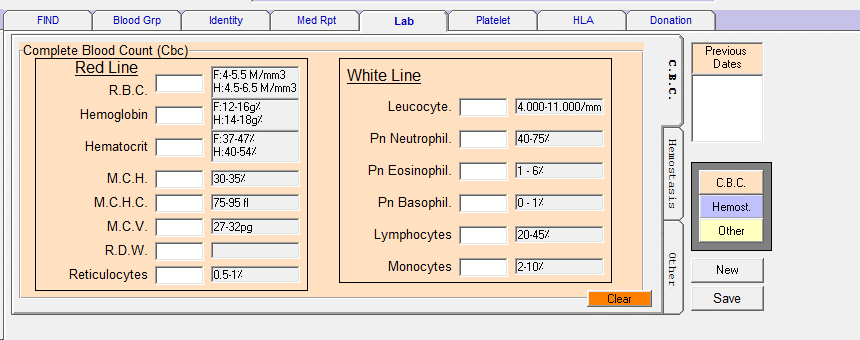 FIND
Blood Grp
Identity
Med Rpt
Lab
Platelet
HLA
Donation
Complete Blood Count (Cbc)
Red Line
R.B.C.
F:4-5.5 M/mm3
H:4.5-6.5 M/mm3
Hemoglobin
F:12-16g%
H:14-18g%
Hematocrit
F:37-47%
H:40-54%
M.C.H.
30-35%
M.C.H.C.
75-95 fl
M.C.V.
27-32pg
R.D.W.
Reticulocytes
0.5-1%
White Line
Leucocyte.
4.000-11.000/mm
Pn Neutrophil.
40-75%
Pn Eosinophil.
1 - 6%
Pn Basophil.
0 - 1%
Lymphocytes
20-45%
Monocytes
2-10%
Clear
C.B.C.
Hemostasis
Other
Previous
Dates
C.B.C.
Hemost.
Other
New
Save